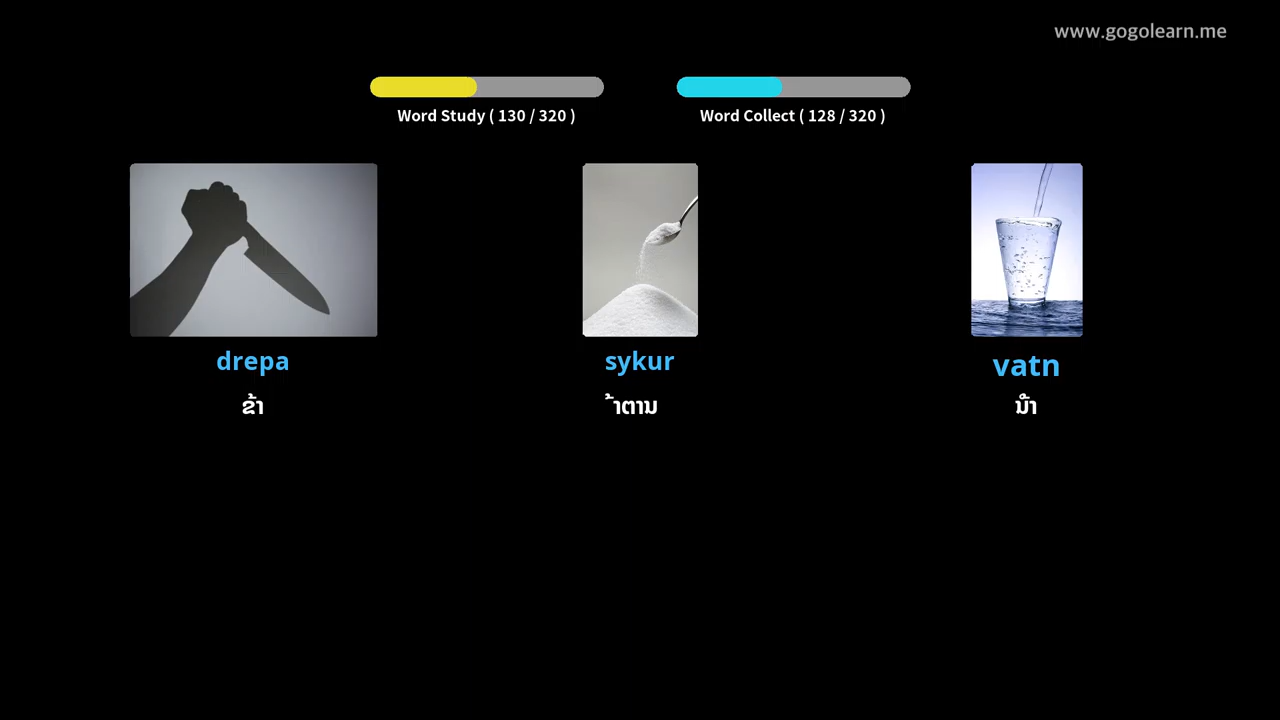 www.gogolearn.me
Word Study ( 130 / 320 )
Word Collect ( 128 / 320 )
drepa
sykur
vatn
ຂ້າ
້ຳຕານ
ນ້ຳ